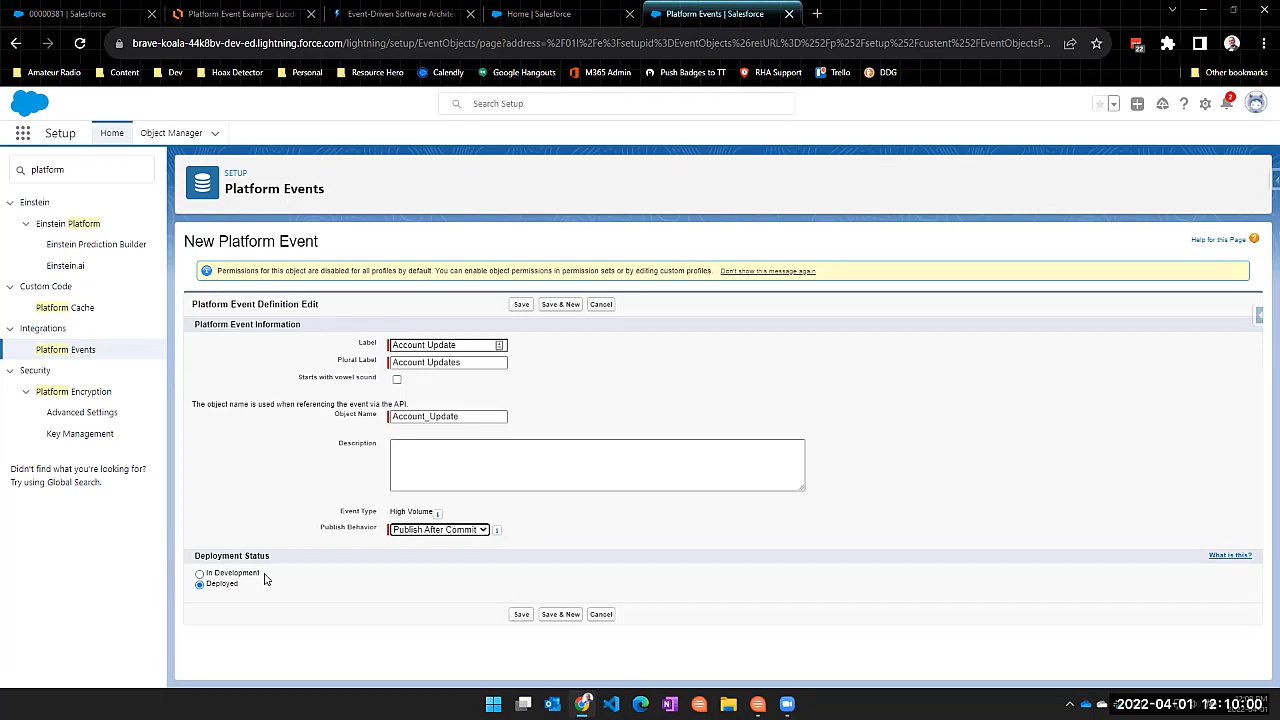 00000381 | Salesforce
Platform Event Example: Lucid
Event-Driven Software Archite
Home | Salesforce
Platform Events | Salesforce
brave-koala-44k8bv-dev-ed.lightning.force.com/lightning/setup/EventObjects/page?address=%2F01I%2Fe%3Fsetupid%3DEventObjects%26retURL%3D%252Fp%252Fsetup%252Fcustent%252FEventObjectsP...
22
Amateur Radio
Content
Dev
Hoax Detector
Personal
Resource Hero
Calendly
Google Hangouts
M365 Admin
Push Badges to TT
RHA Support
Trello
DDG
Other bookmarks
Search Setup
2
Setup
Home
Object Manager
platform
Einstein
Einstein Platform
Einstein Prediction Builder
Einstein.ai
Custom Code
Platform Cache
Integrations
Platform Events
Security
Platform Encryption
Advanced Settings
Key Management
Didn't find what you're looking for?
Try using Global Search.
SETUP
Platform Events
New Platform Event
Help for this Page
Permissions for this object are disabled for all profiles by default. You can enable object permissions in permission sets or by editing custom profiles. Don't show this message again
Platform Event Definition Edit
Save
Save & New
Cancel
Platform Event Information
Label
Account Update
Plural Label
Account Updates
Starts with vowel sound
The object name is used when referencing the event via the API.
Object Name
Account_Update
Description
Event Type
High Volume
Publish Behavior
Publish After Commit
Deployment Status
What is this?
In Development
Deployed
Save
Save & New
Cancel
2022-04-01 12:10:00